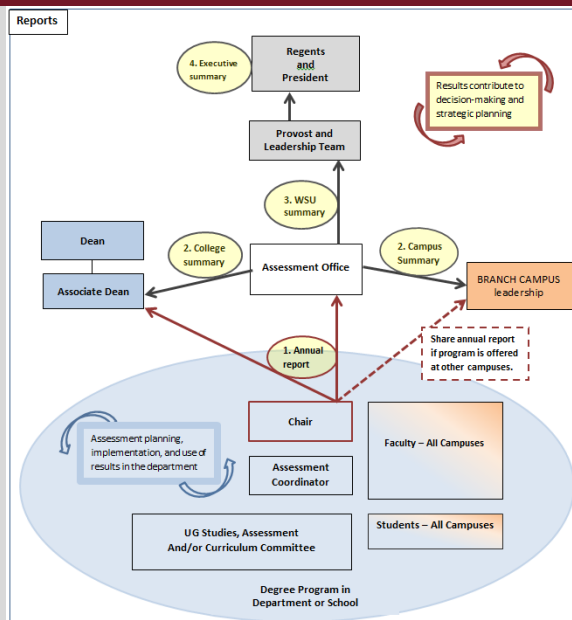 Reports
4. Executive
summary
Regents
and
President
Results contribute to
decision-making and
strategic planning
Provost and
Leadership Team
3. WSU
summary
Dean
2. College
summary
2. Campus
Summary
Assessment Office
Associate Dean
BRANCH CAMPUS
leadership
Share annual report
if program is offered
at other campuses.
1. Annual
report
Chair
Faculty – All Campuses
Assessment planning,
implementation, and use of
results in the department
Assessment
Coordinator
UG Studies, Assessment
And/or Curriculum Committee
Students – All Campuses
Degree Program in
Department or School